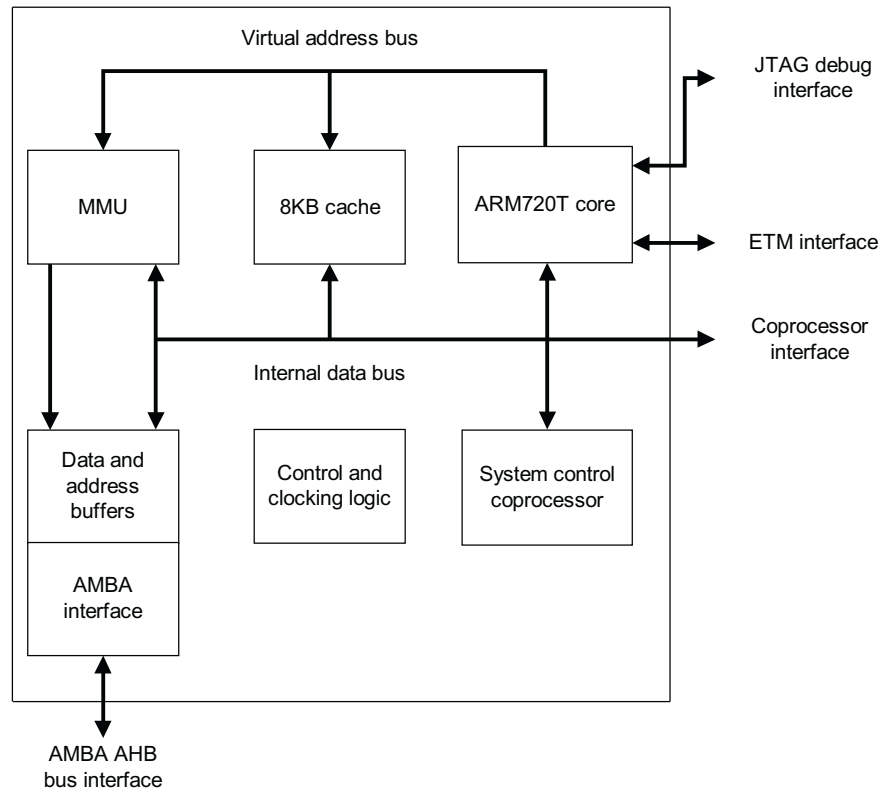 Virtual address bus
JTAG debug
interface
MMU
8KB cache
ARM720T core
ETM interface
Coprocessor
interface
Internal data bus
Data and
address
buffers
Control and
clocking logic
System control
coprocessor
AMBA
interface
AMBA AHB
bus interface